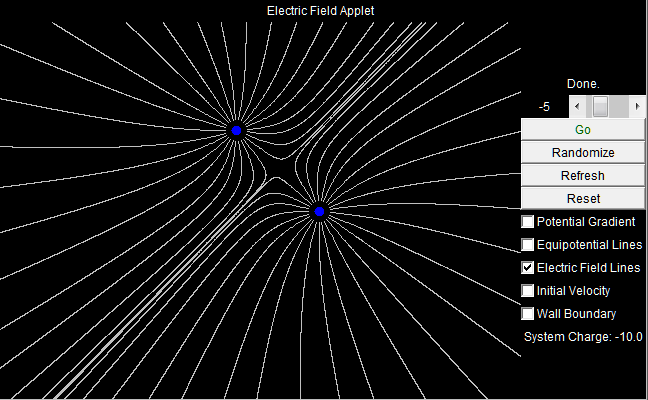 Electric Field Applet
Done.
-5
Go
Randomize
Refresh
Reset
Potential Gradient
Equipotential Lines
Electric Field Lines
Initial Velocity
Wall Boundary
System Charge: -10.0